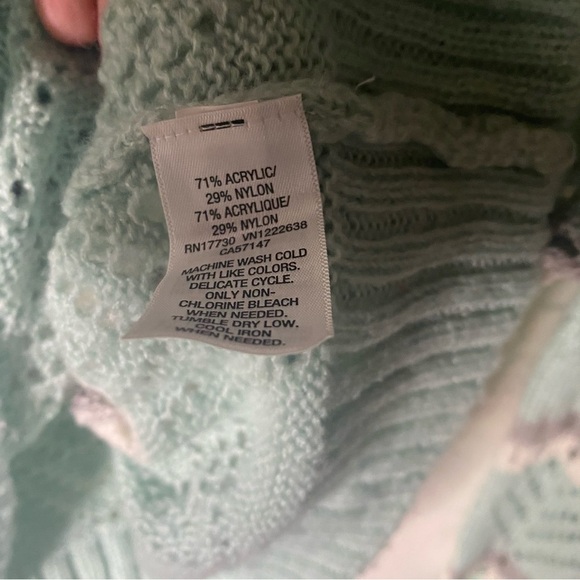 71% ACRYLIC/
29% NYLON
71% ACRYLIQUE/
29% NYLON
RN17730 VN1222638
CA57147
MACHINE WASH COLD
WITH LIKE COLORS.
DELICATE CYCLE.
ONLY NON-
CHLORINE BLEACH
WHEN NEEDED.
TUMBLE DRY LOW.
COOL IRON
WHEN NEEDED.